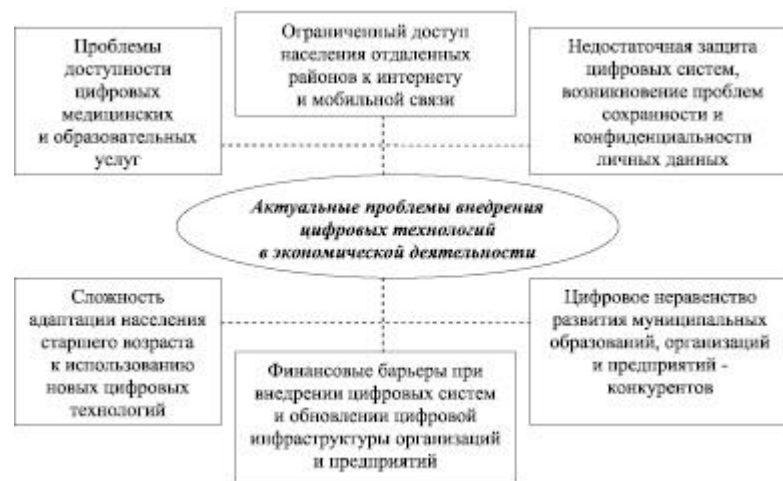 Проблемы
доступности
цифровых
медицинских
и образовательных
услуг
Ограниченный доступ
населения отдаленных
районов к интернету
и мобильной связи
Недостаточная защита
цифровых систем,
возникновение проблем
сохранности и
конфиденциальности
личных данных
Актуальные проблемы внедрения
цифровых технологий
в экономической деятельности
Сложность
адаптации населения
старшего возраста
к использованию
новых цифровых
технологий
Финансовые барьеры при
внедрении цифровых систем
и обновлении цифровой
инфраструктуры организаций
и предприятий
Цифровое неравенство
развития муниципальных
образований, организаций
и предприятий -
конкурентов